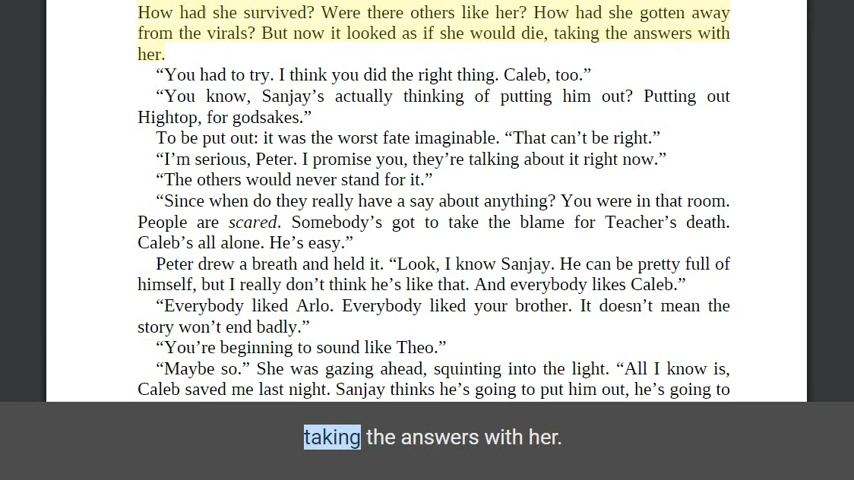 How had she survived? Were there others like her? How had she gotten away
from the virals? But now it looked as if she would die, taking the answers with
her.
“You had to try. I think you did the right thing. Caleb, too.”
“You know, Sanjay’s actually thinking of putting him out? Putting out
Hightop, for godsakes.”
To be put out: it was the worst fate imaginable. “That can’t be right.”
“I’m serious, Peter. I promise you, they’re talking about it right now.”
“The others would never stand for it.”
“Since when do they really have a say about anything? You were in that room.
People are scared. Somebody’s got to take the blame for Teacher’s death.
Caleb’s all alone. He’s easy.”
Peter drew a breath and held it. “Look, I know Sanjay. He can be pretty full of
himself, but I really don’t think he’s like that. And everybody likes Caleb.”
“Everybody liked Arlo. Everybody liked your brother. It doesn’t mean the
story won’t end badly.”
“You’re beginning to sound like Theo.”
“Maybe so.” She was gazing ahead, squinting into the light. “All I know is,
Caleb saved me last night. Sanjay thinks he’s going to put him out, he’s going to
taking the answers with her.